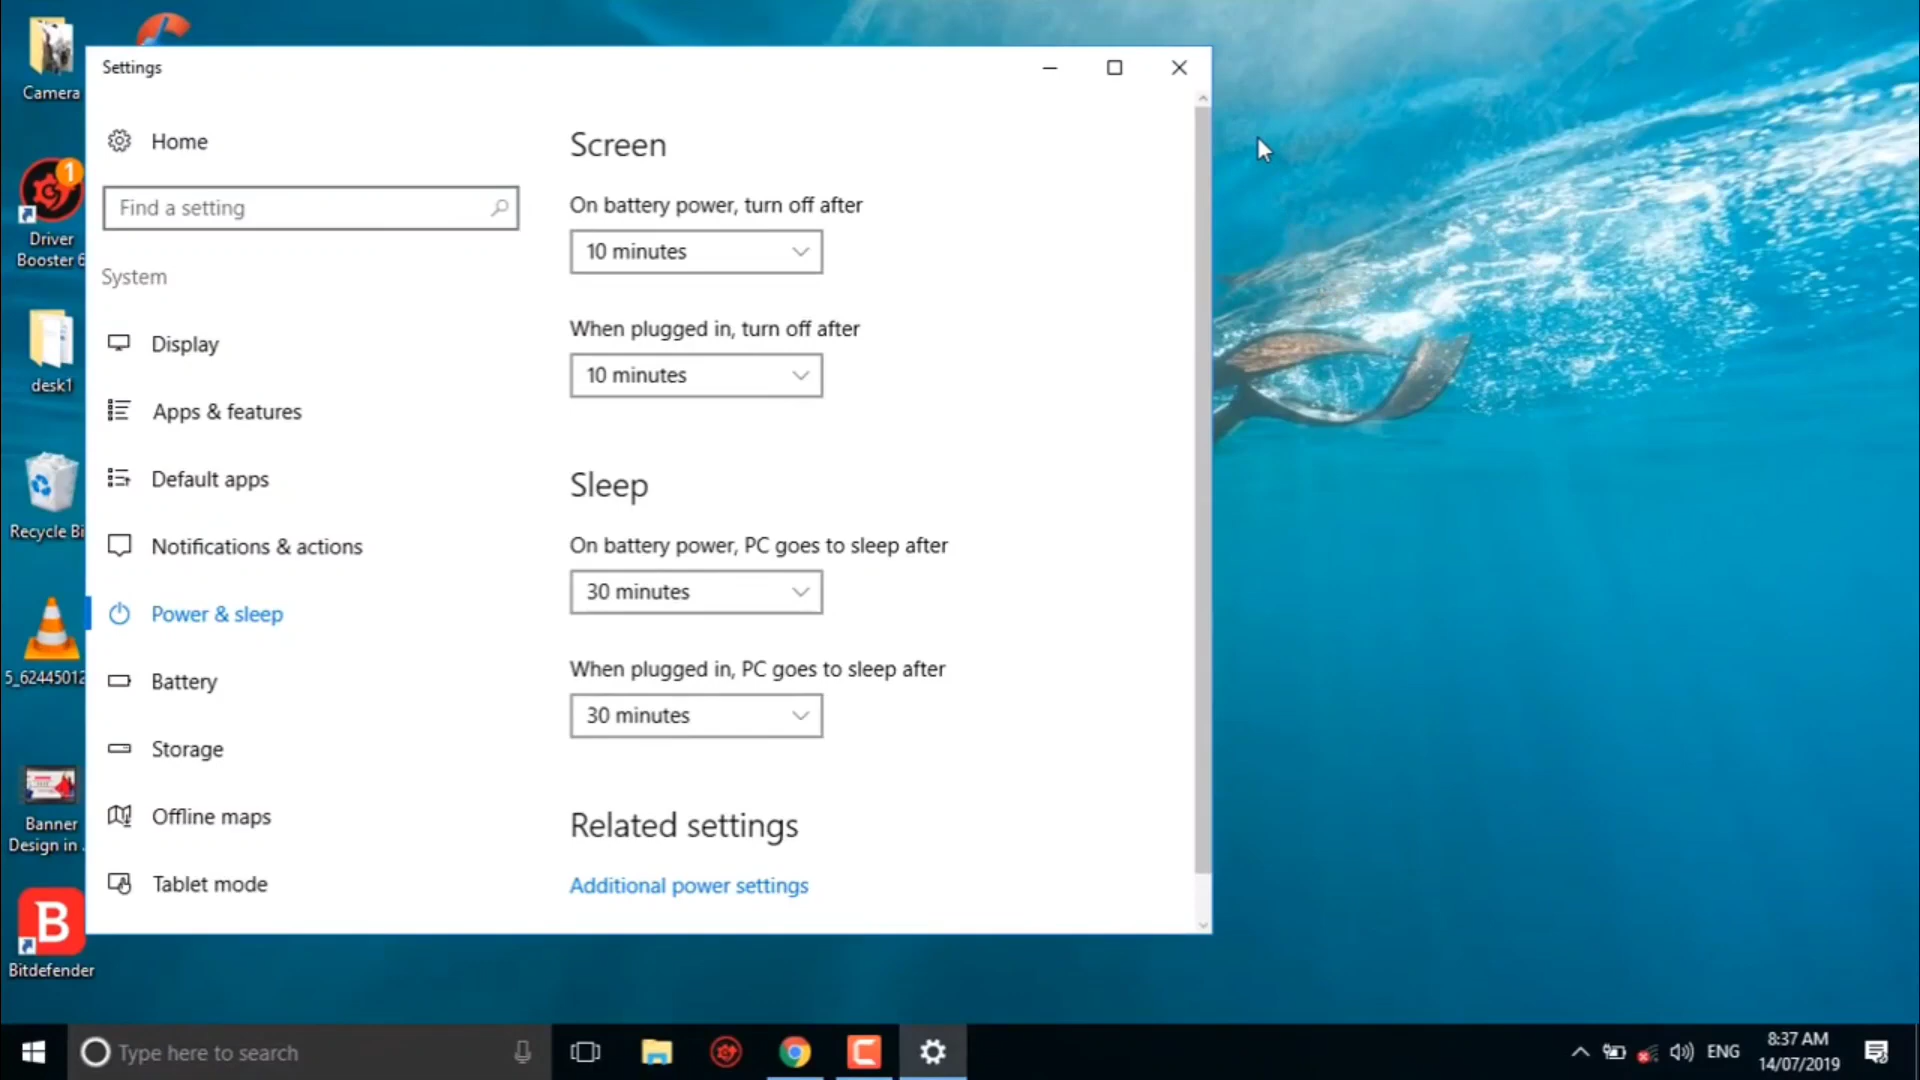 Camera
Driver
Booster 6
1
desk1
Recycle Bi
5_62445012
Banner
Design in .
B
Bitdefender
Settings
Home
Find a setting
System
Display
Apps & features
Default apps
Notifications & actions
Power & sleep
Battery
Storage
Offline maps
Tablet mode
Screen
On battery power, turn off after
10 minutes
When plugged in, turn off after
10 minutes
Sleep
On battery power, PC goes to sleep after
30 minutes
When plugged in, PC goes to sleep after
30 minutes
Related settings
Additional power settings
Type here to search
ENG
8:37 AM
14/07/2019